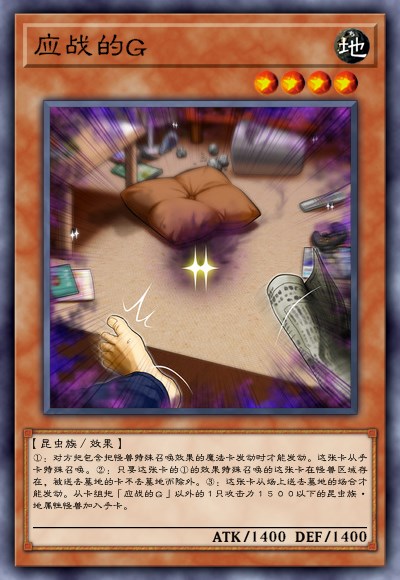 应战的G
地
【昆虫族／效果】
①：对方把包含把怪兽特殊召唤效果的魔法卡发动时才能发动。这张卡从手
卡特殊召唤。②：只要这张卡的①的效果特殊召唤的这张卡在怪兽区域存
在，被送去墓地的卡不去墓地而除外。③：这张卡从场上送去墓地的场合才
能发动。从卡组把「应战的G」以外的1只攻击力１５００以下的昆虫族・
地属性怪兽加入手卡。
ATK/1400 DEF/1400